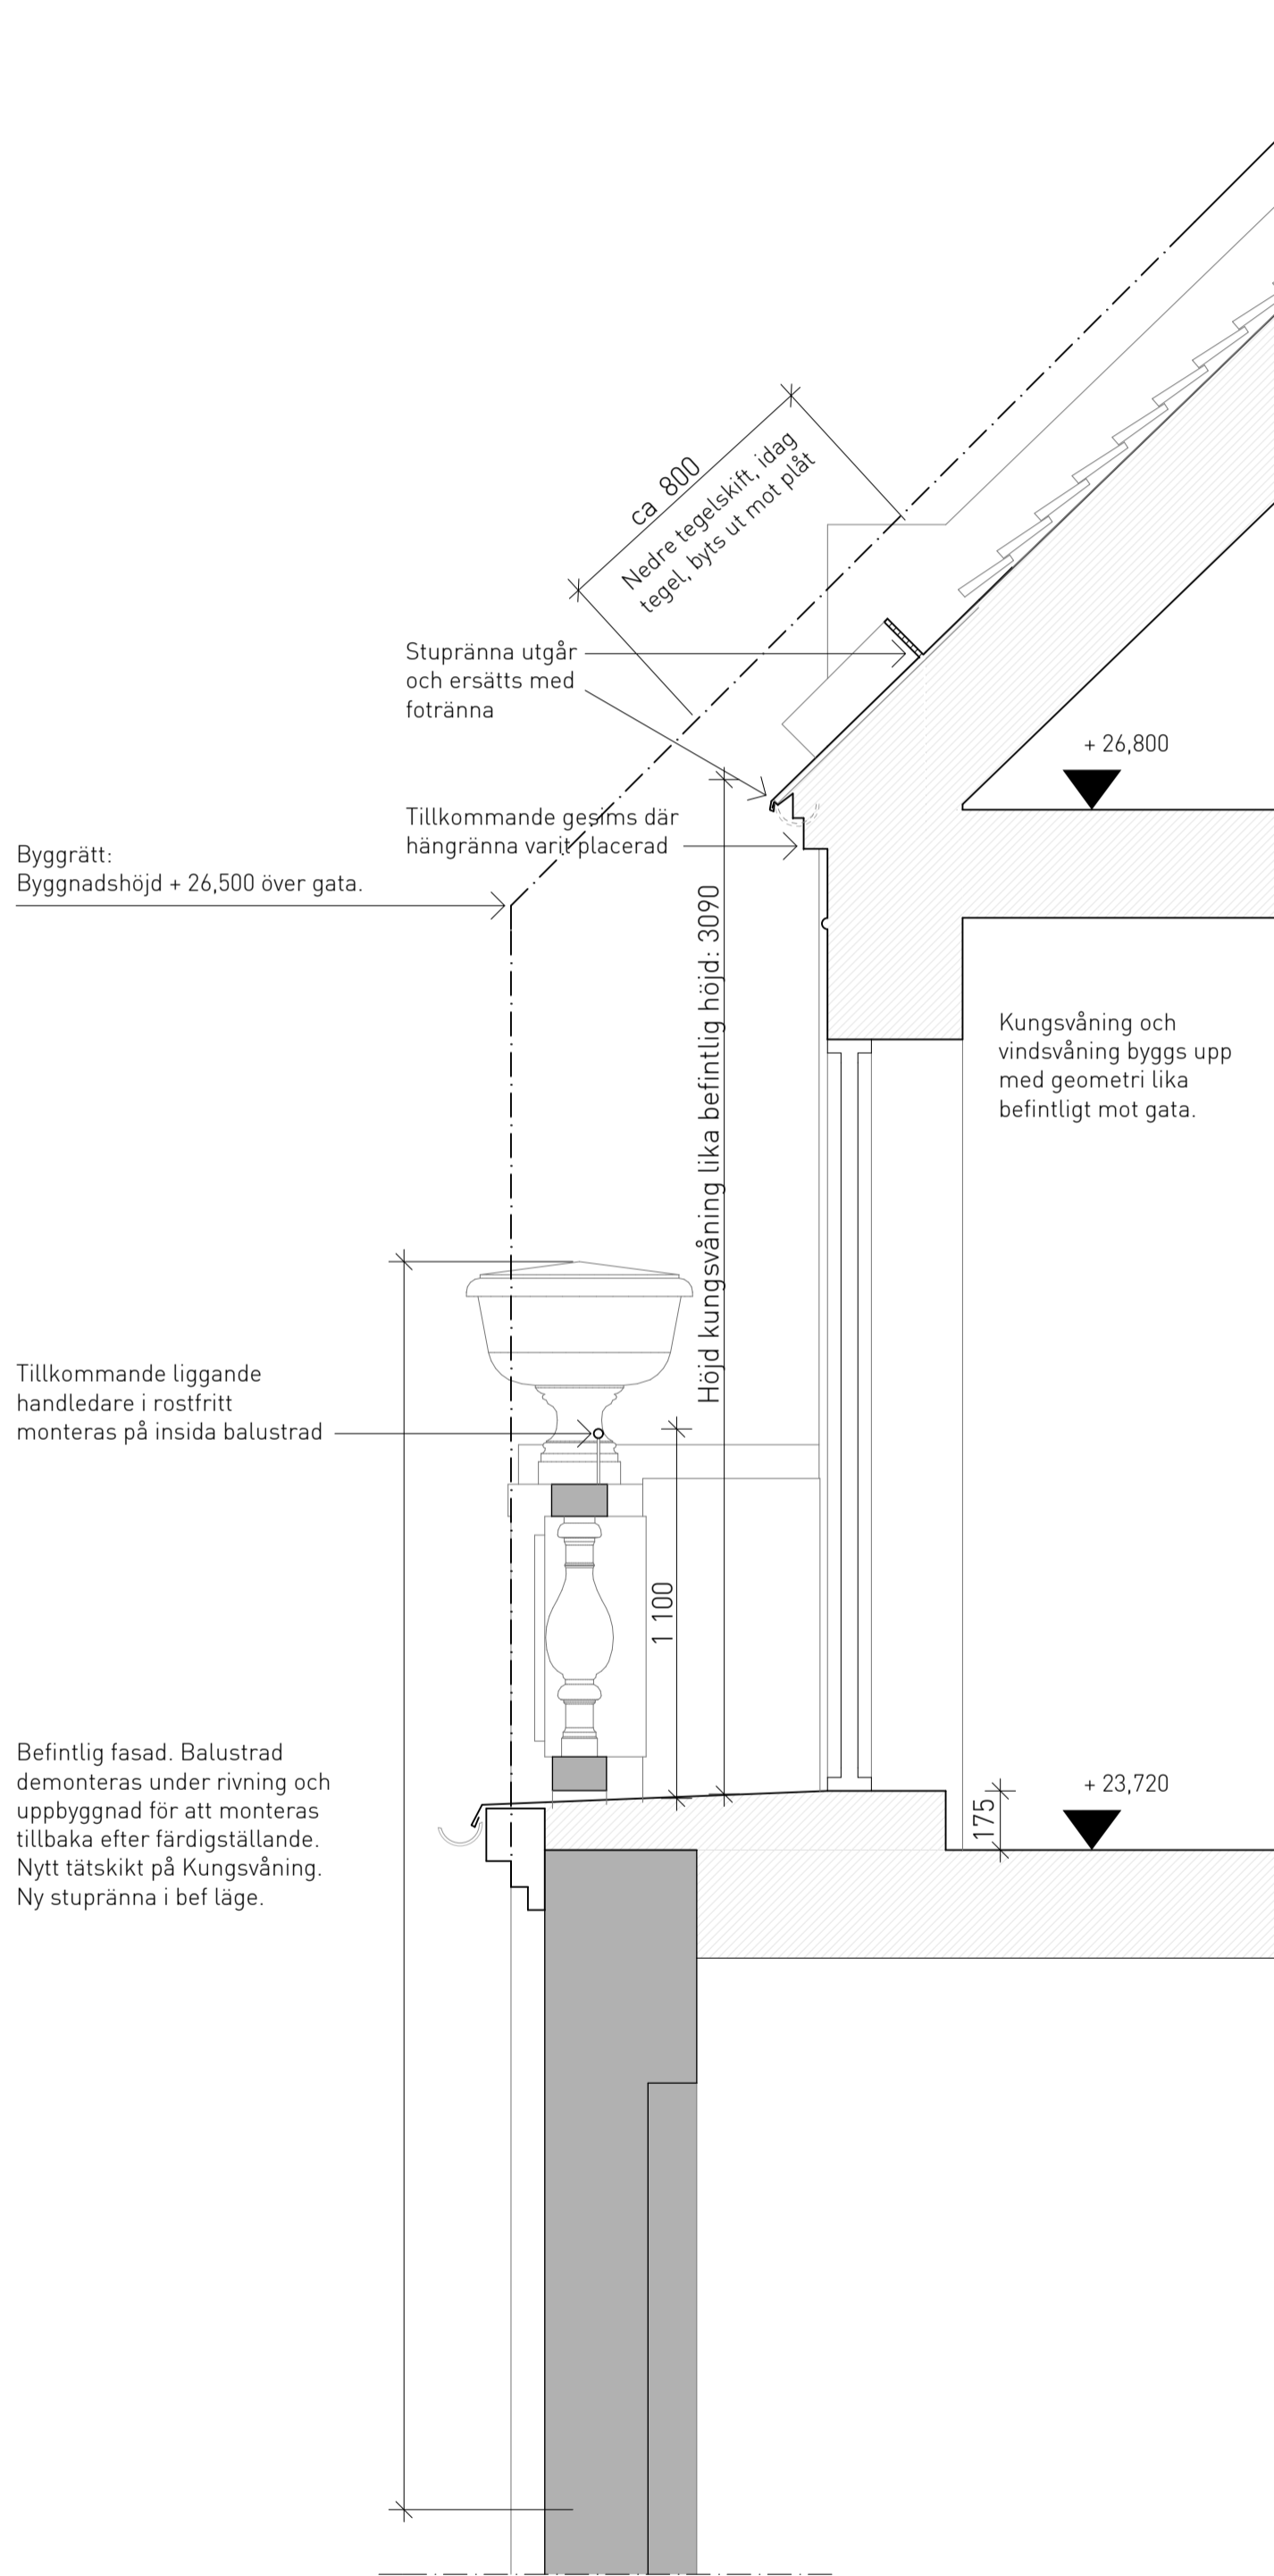 ca 800
Nedre tegelskift, idag
tegel, byts ut mot plåt
Stupränna utgår
och ersätts med
fotränna
+ 26,800
Tillkommande gesims där
hängränna varit placerad
Byggrätt:
Byggnadshöjd + 26,500 över gata.
Höjd kungsvåning lika befintlig höjd: 3090
Kungsvåning och
vindsvåning byggs upp
med geometri lika
befintligt mot gata.
Tillkommande liggande
handledare i rostfritt
monteras på insida balustrad
1 100
Befintlig fasad. Balustrad
demonteras under rivning och
uppbyggnad för att monteras
tillbaka efter färdigställande.
Nytt tätskikt på Kungsvåning.
Ny stupränna i bef läge.
+ 23,720
175